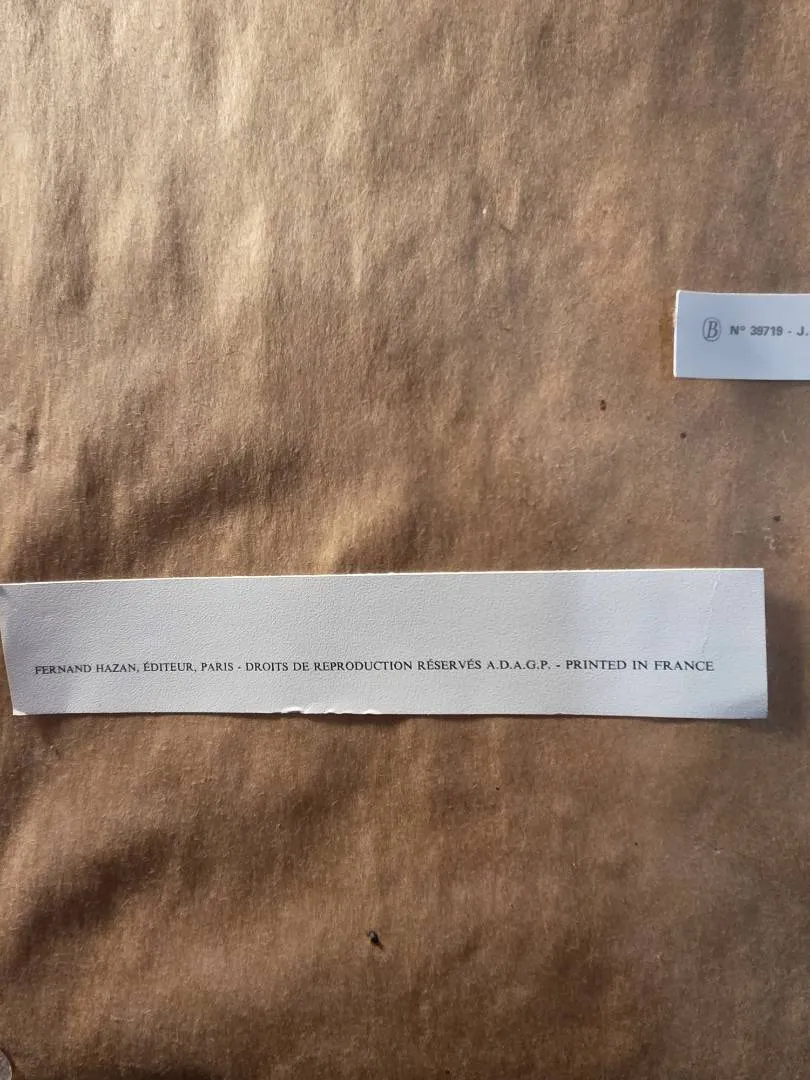 B N° 39719 - J.
FERNAND HAZAN, ÉDITEUR, PARIS - DROITS DE REPRODUCTION RÉSERVÉS A.D.A.G.P. - PRINTED IN FRANCE